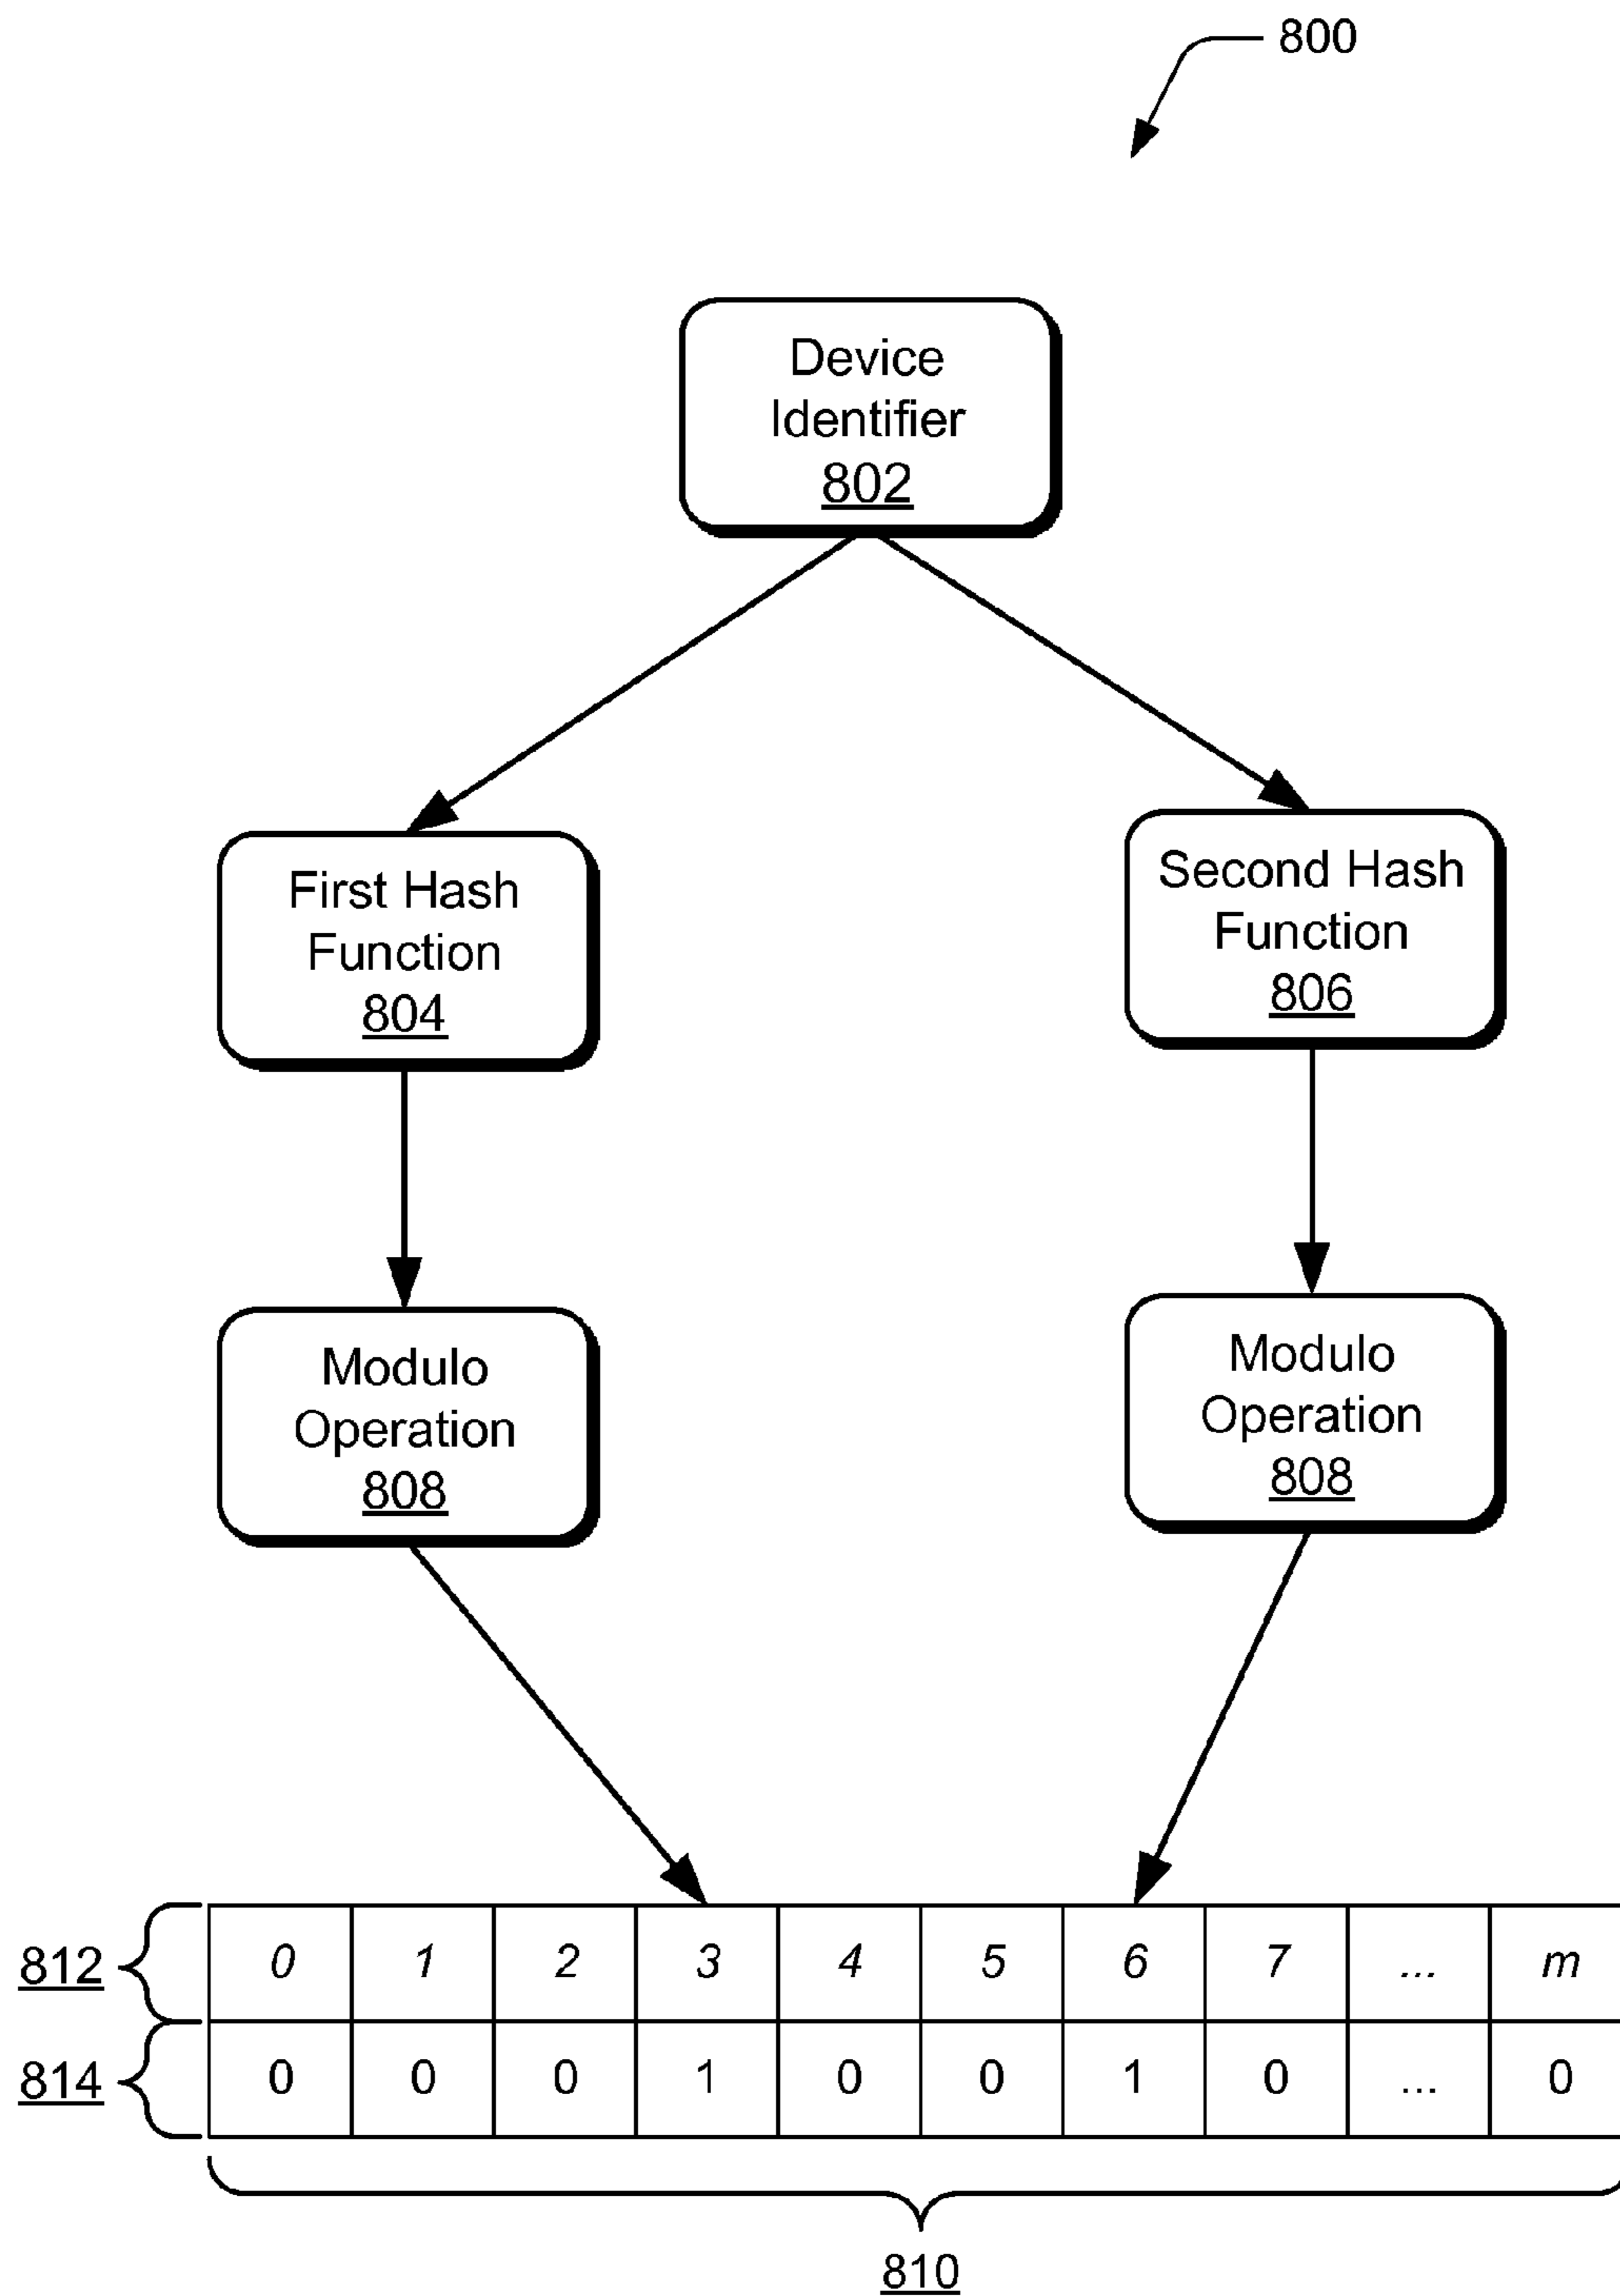 800
Device
Identifier
802
First Hash
Function
804
Second Hash
Function
806
Modulo
Operation
808
Modulo
Operation
808
812 0 1 2 3 4 5 6 7 ... m
814 0 0 0 1 0 0 1 0 ... 0
810